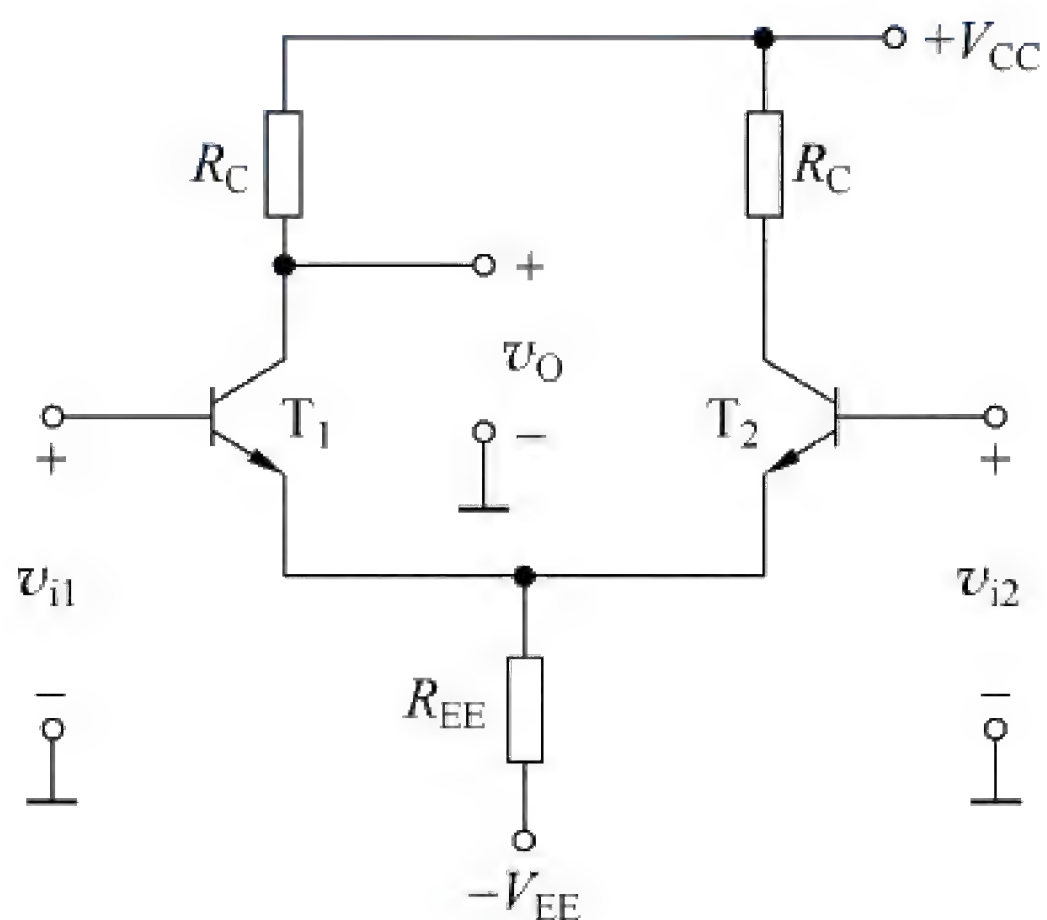 +V_CC
R_C
R_C
+
v_O
T_1
T_2
−
+
+
v_i1
v_i2
R_EE
−
−
−V_EE